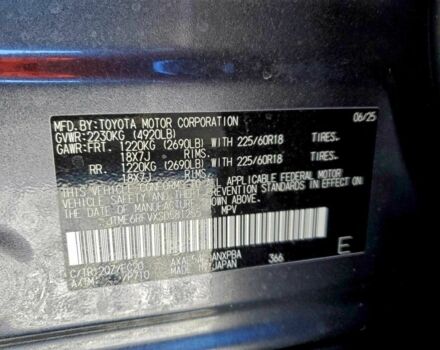 MFD.BY:TOYOTA MOTOR CORPORATION 06/25
GVWR:2230KG (4920LB)
GAWR:FRT. 1220KG (2690LB) WITH 225/60R18 TIRES.
18X7J RIMS.
RR. 1220KG (2690LB) WITH 225/60R18 TIRES.
18X7J RIMS.
THIS VEHICLE CONFORMS TO ALL APPLICABLE FEDERAL MOTOR
VEHICLE SAFETY AND THEFT PREVENTION STANDARDS IN EFFECT ON
THE DATE OF MANUFACTURE SHOWN ABOVE.
MPV
C/TR: 366
A/TM: MADE IN JAPAN
E